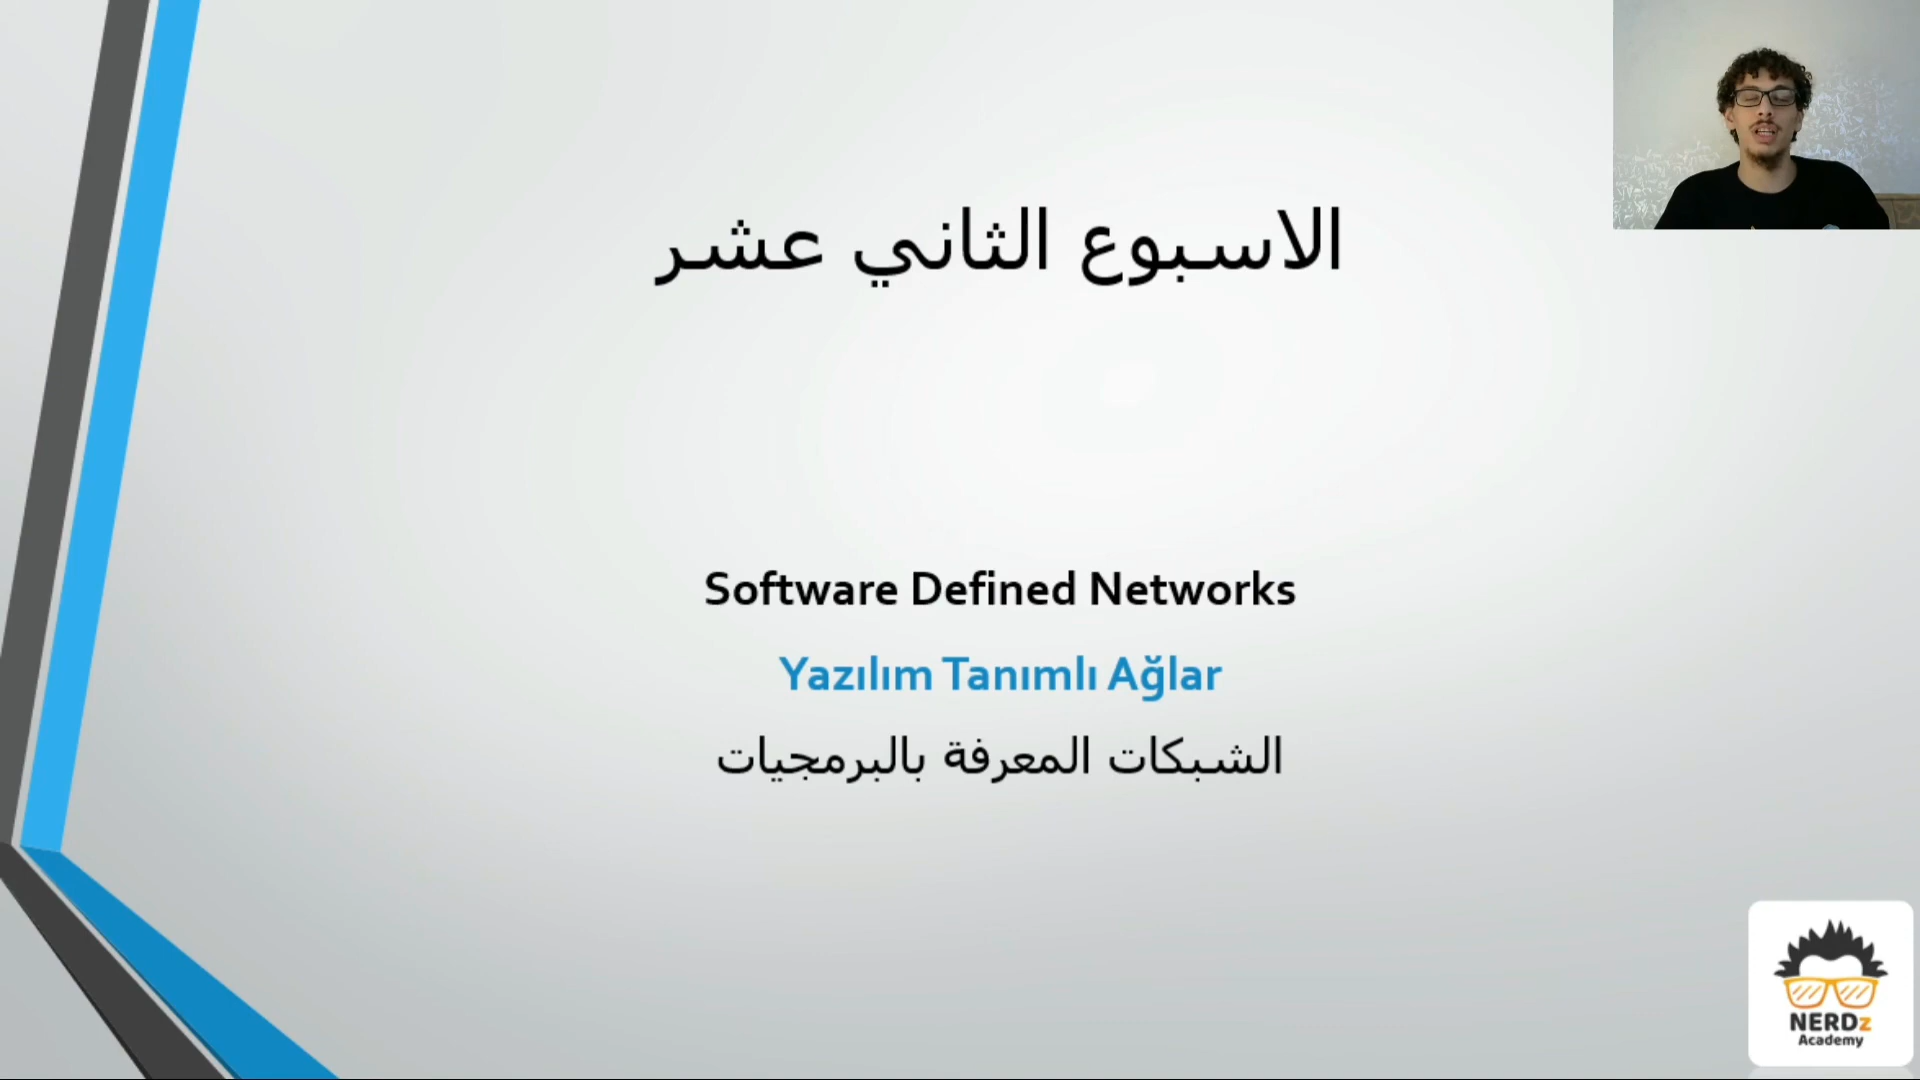 الاسبوع الثاني عشر
Software Defined Networks
Yazılım Tanımlı Ağlar
الشبكات المعرفة بالبرمجيات
NERDz
Academy